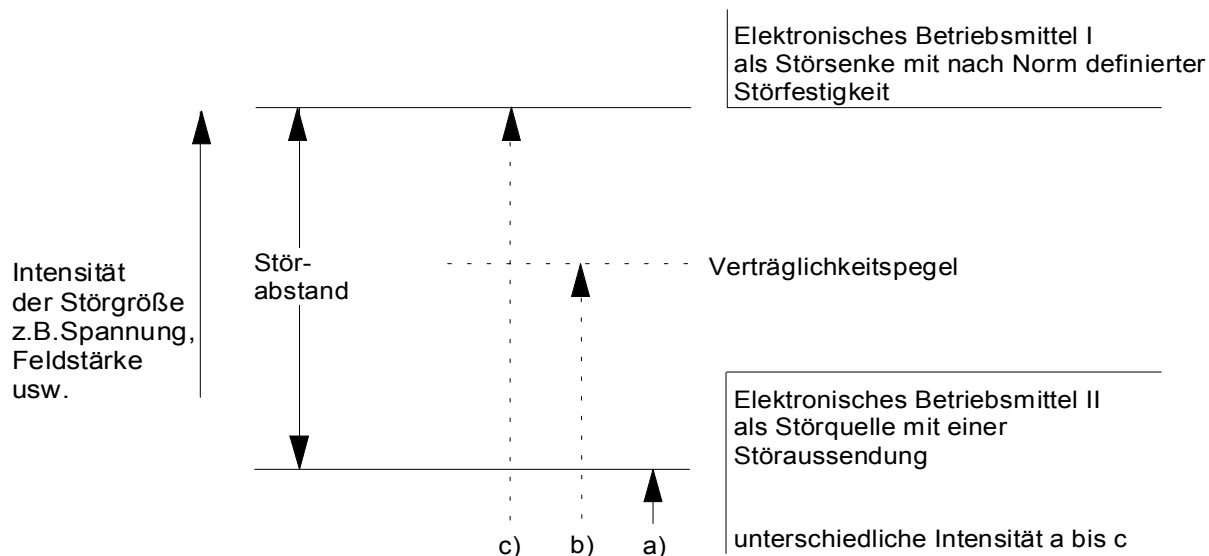 Elektronisches Betriebsmittel I
als Störsenke mit nach Norm definierter
Störfestigkeit
Intensität
der Störgröße
z.B.Spannung,
Feldstärke
usw.
Stör-
abstand
Verträglichkeitspegel
Elektronisches Betriebsmittel II
als Störquelle mit einer
Störaussendung
unterschiedliche Intensität a bis c
c) b) a)